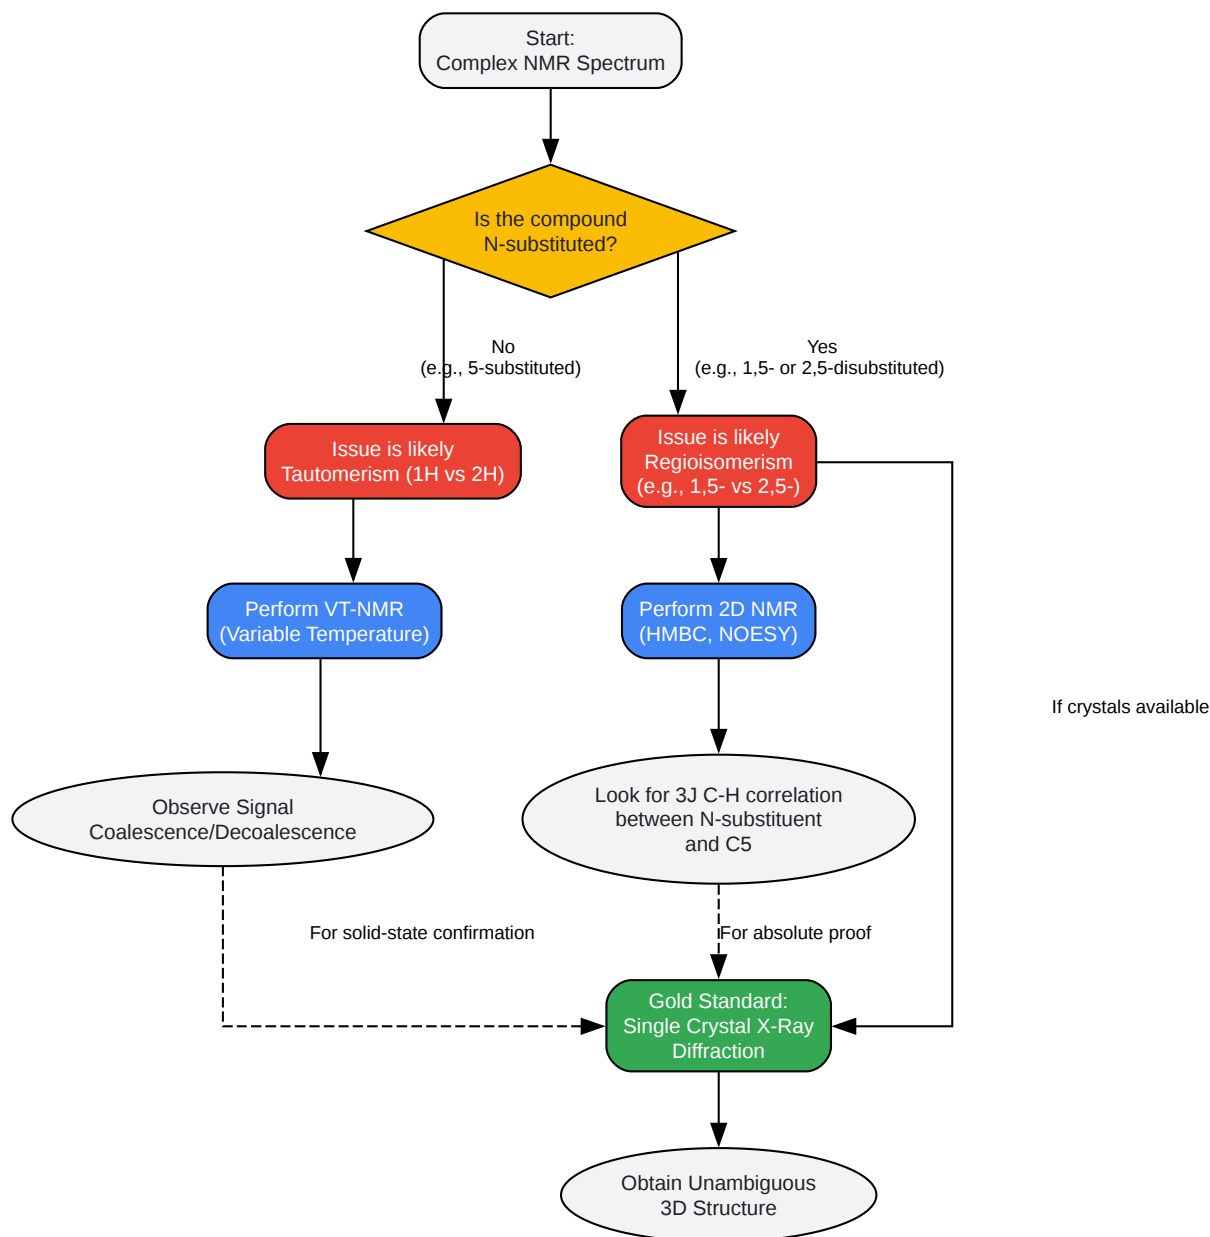 Start:
Complex NMR Spectrum
Is the compound
N-substituted?
No
(e.g., 5-substituted)
Yes
(e.g., 1,5- or 2,5-disubstituted)
Issue is likely
Tautomerism (1H vs 2H)
Issue is likely
Regioisomerism
(e.g., 1,5- vs 2,5-)
Perform VT-NMR
(Variable Temperature)
Perform 2D NMR
(HMBC, NOESY)
If crystals available
Observe Signal
Coalescence/Decoalescence
Look for 3J C-H correlation
between N-substituent
and C5
For solid-state confirmation
For absolute proof
Gold Standard:
Single Crystal X-Ray
Diffraction
Obtain Unambiguous
3D Structure